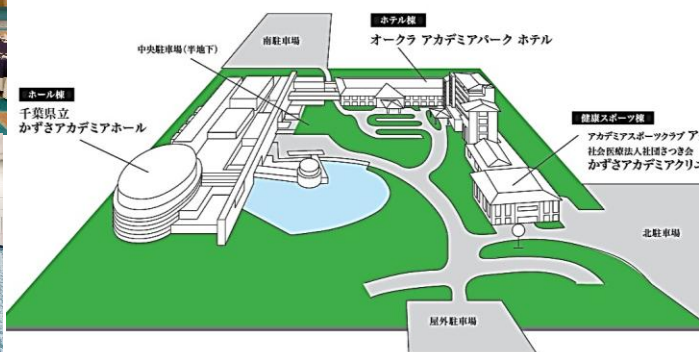 ホテル棟
オークラ アカデミアパーク ホテル
南駐車場
中央駐車場(半地下)
ホール棟
千葉県立
かずさアカデミアホール
健康スポーツ棟
アカデミアスポーツクラブ ア
社会医療法人社団さつき会
かずさアカデミアクリニ
北駐車場
屋外駐車場